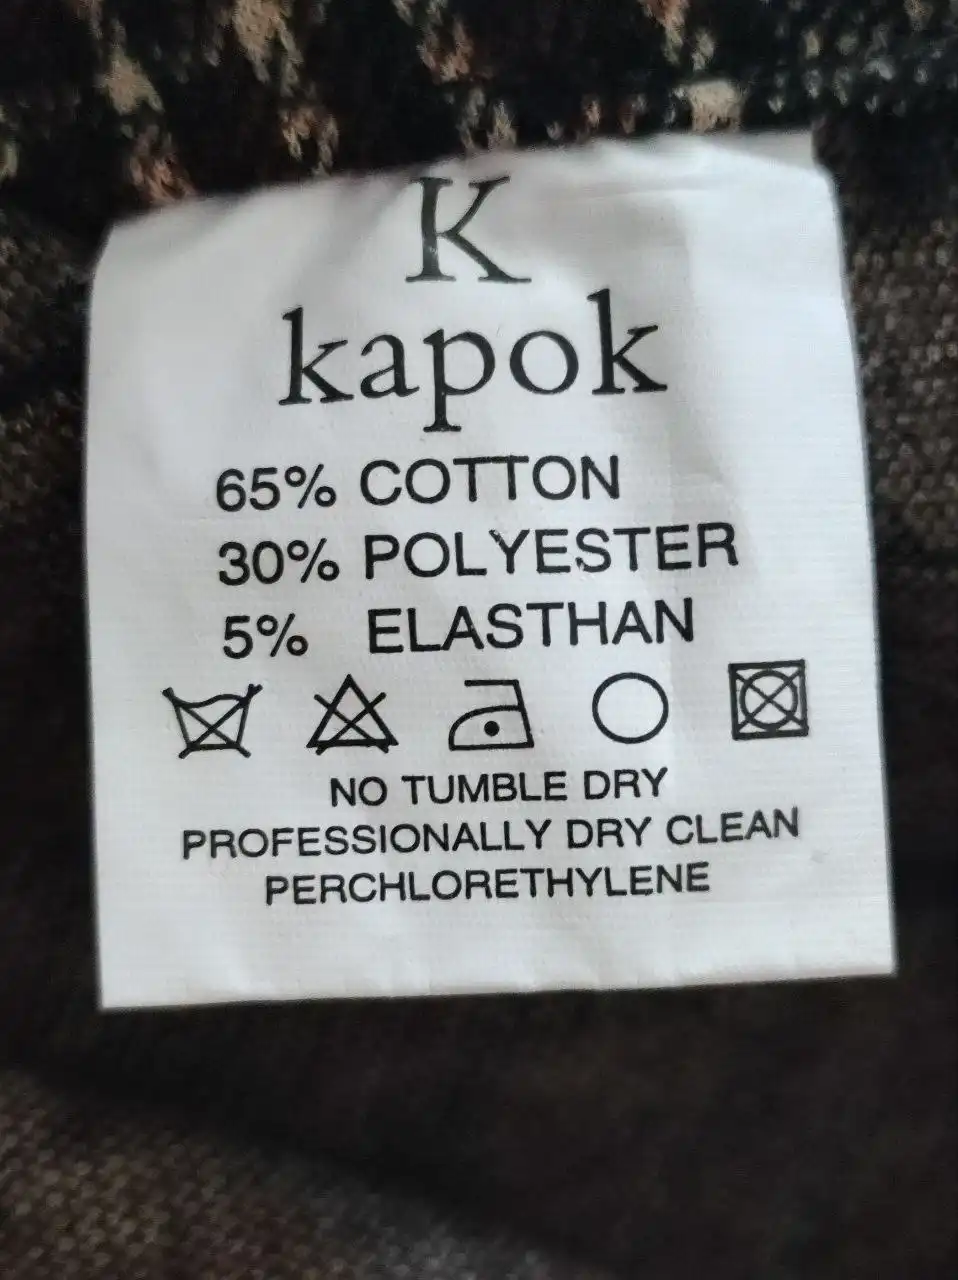 K
kapok
65% COTTON
30% POLYESTER
5% ELASTHAN
NO TUMBLE DRY
PROFESSIONALLY DRY CLEAN
PERCHLORETHYLENE